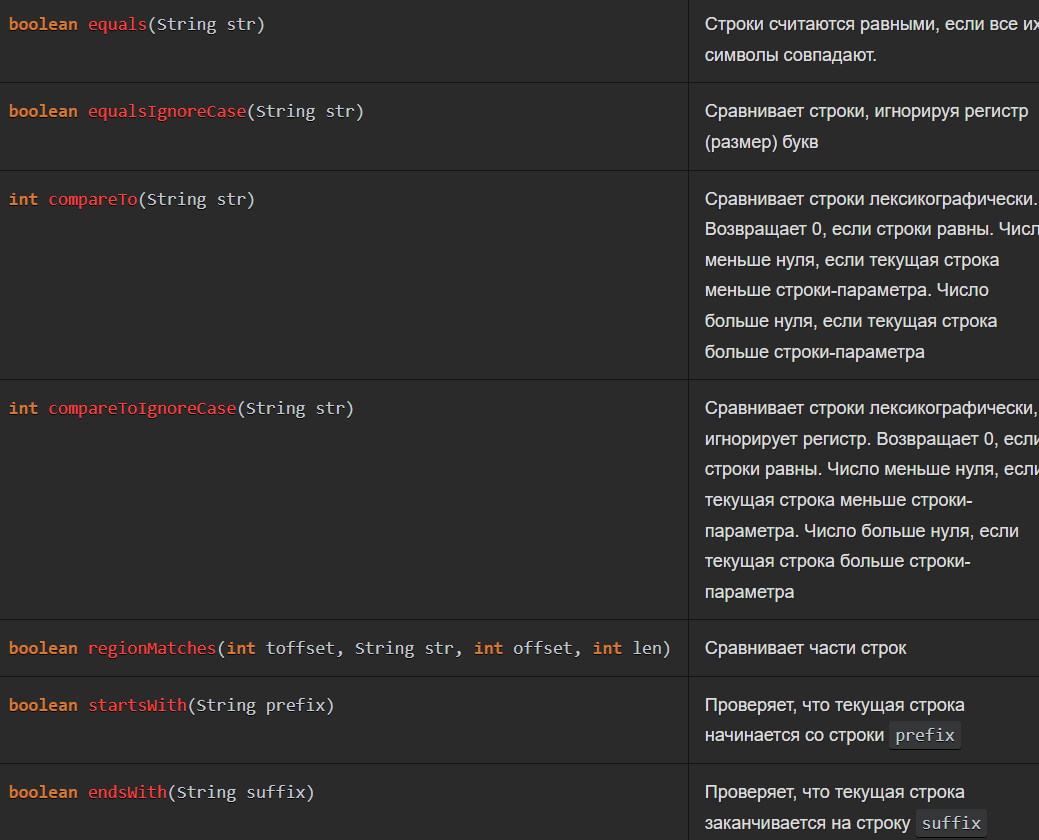 boolean equals(String str)
Строки считаются равными, если все их
символы совпадают.
boolean equalsIgnoreCase(String str)
Сравнивает строки, игнорируя регистр
(размер) букв
int compareTo(String str)
Сравнивает строки лексикографически.
Возвращает 0, если строки равны. Числ
меньше нуля, если текущая строка
меньше строки-параметра. Число
больше нуля, если текущая строка
больше строки-параметра
int compareToIgnoreCase(String str)
Сравнивает строки лексикографически,
игнорирует регистр. Возвращает 0, если
строки равны. Число меньше нуля, если
текущая строка меньше строки-
параметра. Число больше нуля, если
текущая строка больше строки-
параметра
boolean regionMatches(int toffset, String str, int offset, int len)
Сравнивает части строк
boolean startsWith(String prefix)
Проверяет, что текущая строка
начинается со строки prefix
boolean endsWith(String suffix)
Проверяет, что текущая строка
заканчивается на строку suffix